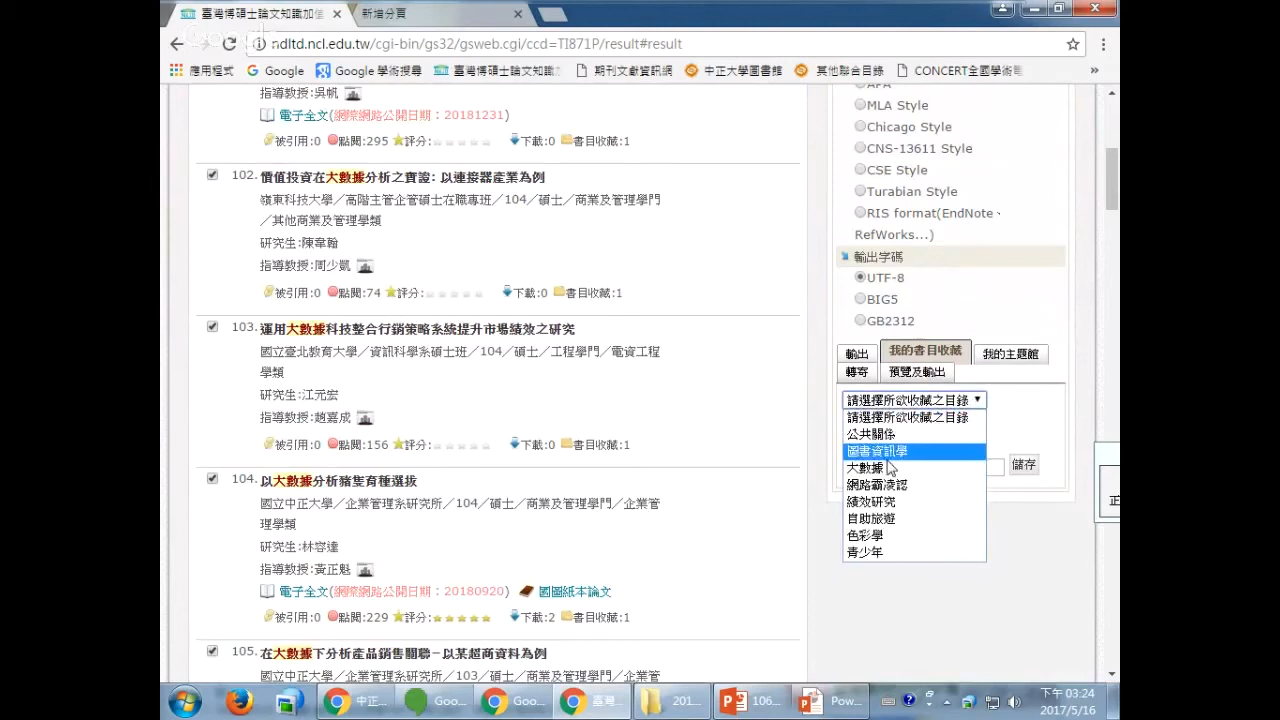 臺灣博碩士論文知識加值
新增分頁
ndltd.ncl.edu.tw/cgi-bin/gs32/gsweb.cgi/ccd=TI871P/result#result
應用程式 Google Google 學術搜尋 臺灣博碩士論文知識 期刊文獻資訊網 中正大學圖書館 其他聯合目錄 CONCERT全國學術電 »
指導教授:吳帆
電子全文(網際網路公開日期：20181231)
被引用:0 點閱:295 評分: 下載:0 書目收藏:1
102. 價值投資在大數據分析之實證: 以連接器產業為例
嶺東科技大學／高階主管企管碩士在職專班／104／碩士／商業及管理學門
／其他商業及管理學類
研究生:陳韋翰
指導教授:周少凱
被引用:0 點閱:74 評分: 下載:0 書目收藏:1
103. 運用大數據科技整合行銷策略系統提升市場績效之研究
國立臺北教育大學／資訊科學系碩士班／104／碩士／工程學門／電資工程
學類
研究生:江元宏
指導教授:趙嘉成
被引用:0 點閱:156 評分: 下載:0 書目收藏:1
104. 以大數據分析豬隻育種選拔
國立中正大學／企業管理系研究所／104／碩士／商業及管理學門／企業管
理學類
研究生:林容達
指導教授:黃正魁
電子全文(網際網路公開日期：20180920) 國圖紙本論文
被引用:0 點閱:229 評分: 下載:2 書目收藏:1
105. 在大數據下分析產品銷售關聯－以某超商資料為例
國立中正大學／企業管理系研究所／103／碩士／商業及管理學門／企業管
APA
MLA Style
Chicago Style
CNS-13611 Style
CSE Style
Turabian Style
RIS format(EndNote、
RefWorks...)
輸出字碼
UTF-8
BIG5
GB2312
輸出 我的書目收藏 我的主題館
轉寄 預覽及輸出
請選擇所欲收藏之目錄
請選擇所欲收藏之目錄
公共關係
圖書資訊學
大數據
網路霸凌認
績效研究
自助旅遊
色彩學
青少年
儲存
正
中正... Goo... Goo... 臺灣... 201... 106... Pow...
下午 03:24
2017/5/16